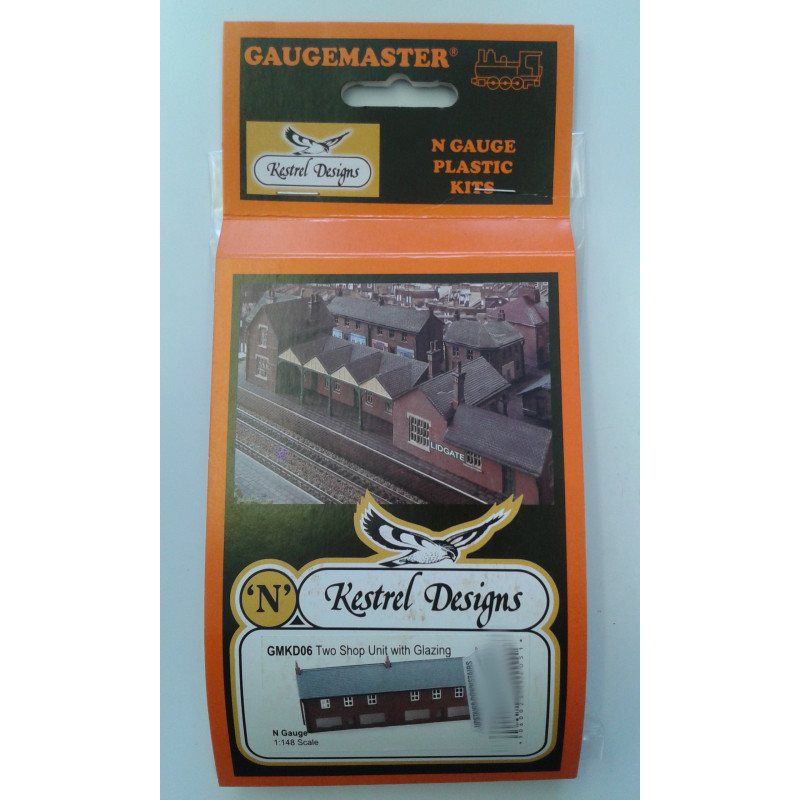 GAUGEMASTER®
Kestrel Designs
N GAUGE
PLASTIC
KITS
LIDGATE
'N'
Kestrel Designs
GMKD06 Two Shop Unit with Glazing
N Gauge
1:148 Scale